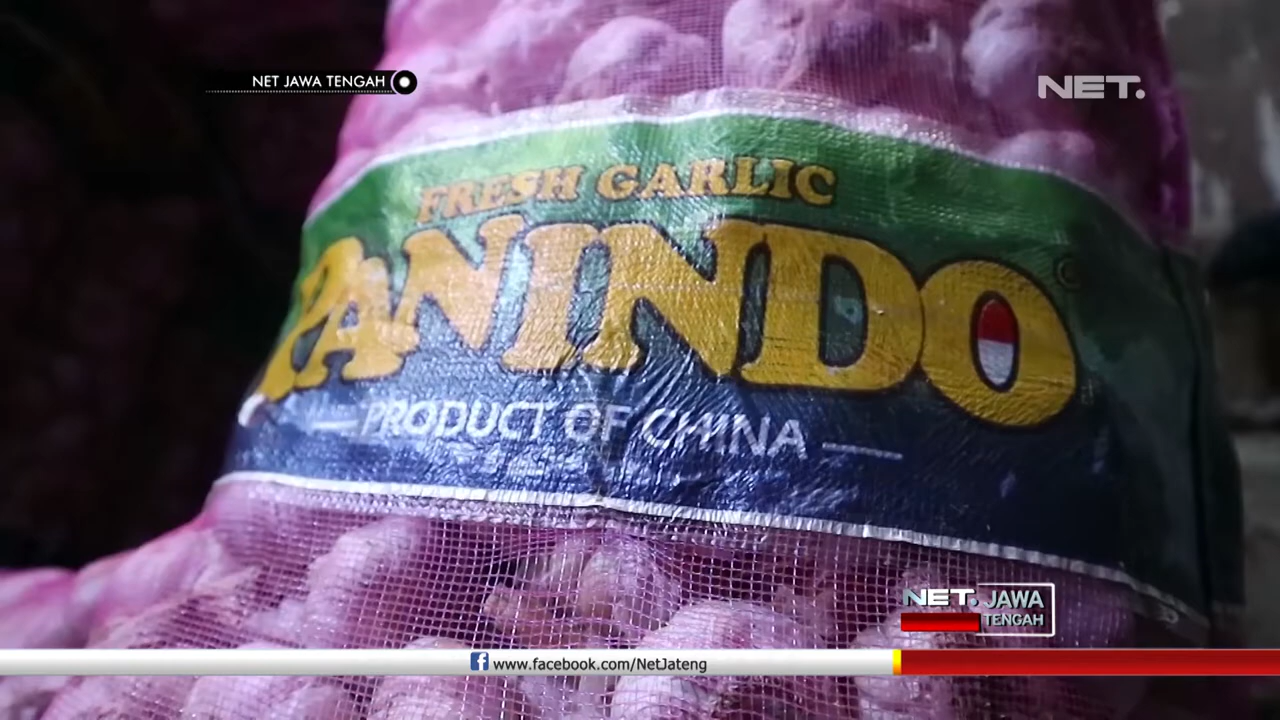 NET JAWA TENGAH
NET.
FRESH GARLIC
PANINDO
PRODUCT OF CHINA
NET. JAWA
TENGAH
www.facebook.com/NetJateng